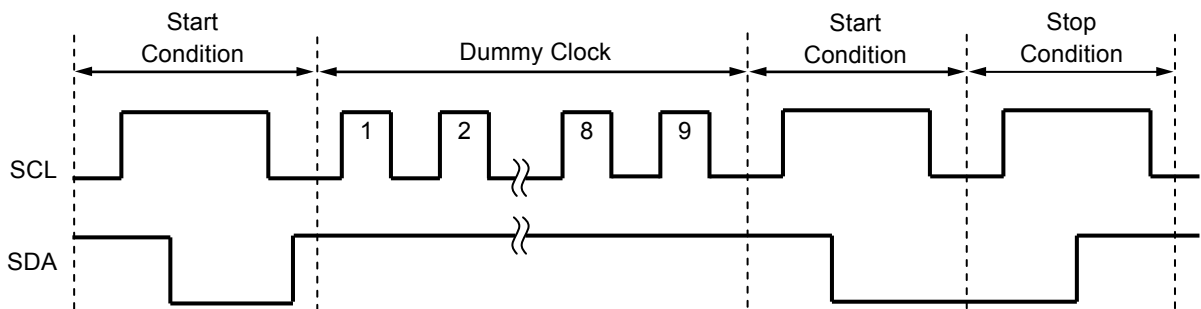 Start
Condition
Dummy Clock
Start
Condition
Stop
Condition
SCL
1
2
8
9
SDA